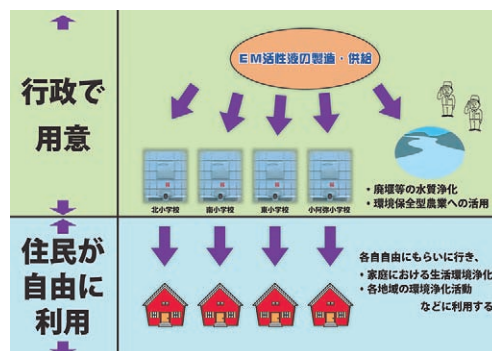 EM活性液の製造・供給
行政で
用意
北小学校
南小学校
東小学校
小阿弥小学校
・廃壕等の水質浄化
・環境保全型農業への活用
住民が
自由に
利用
各自自由にもらいに行き、
・家庭における生活環境浄化
・各地域の環境浄化活動
などに利用する